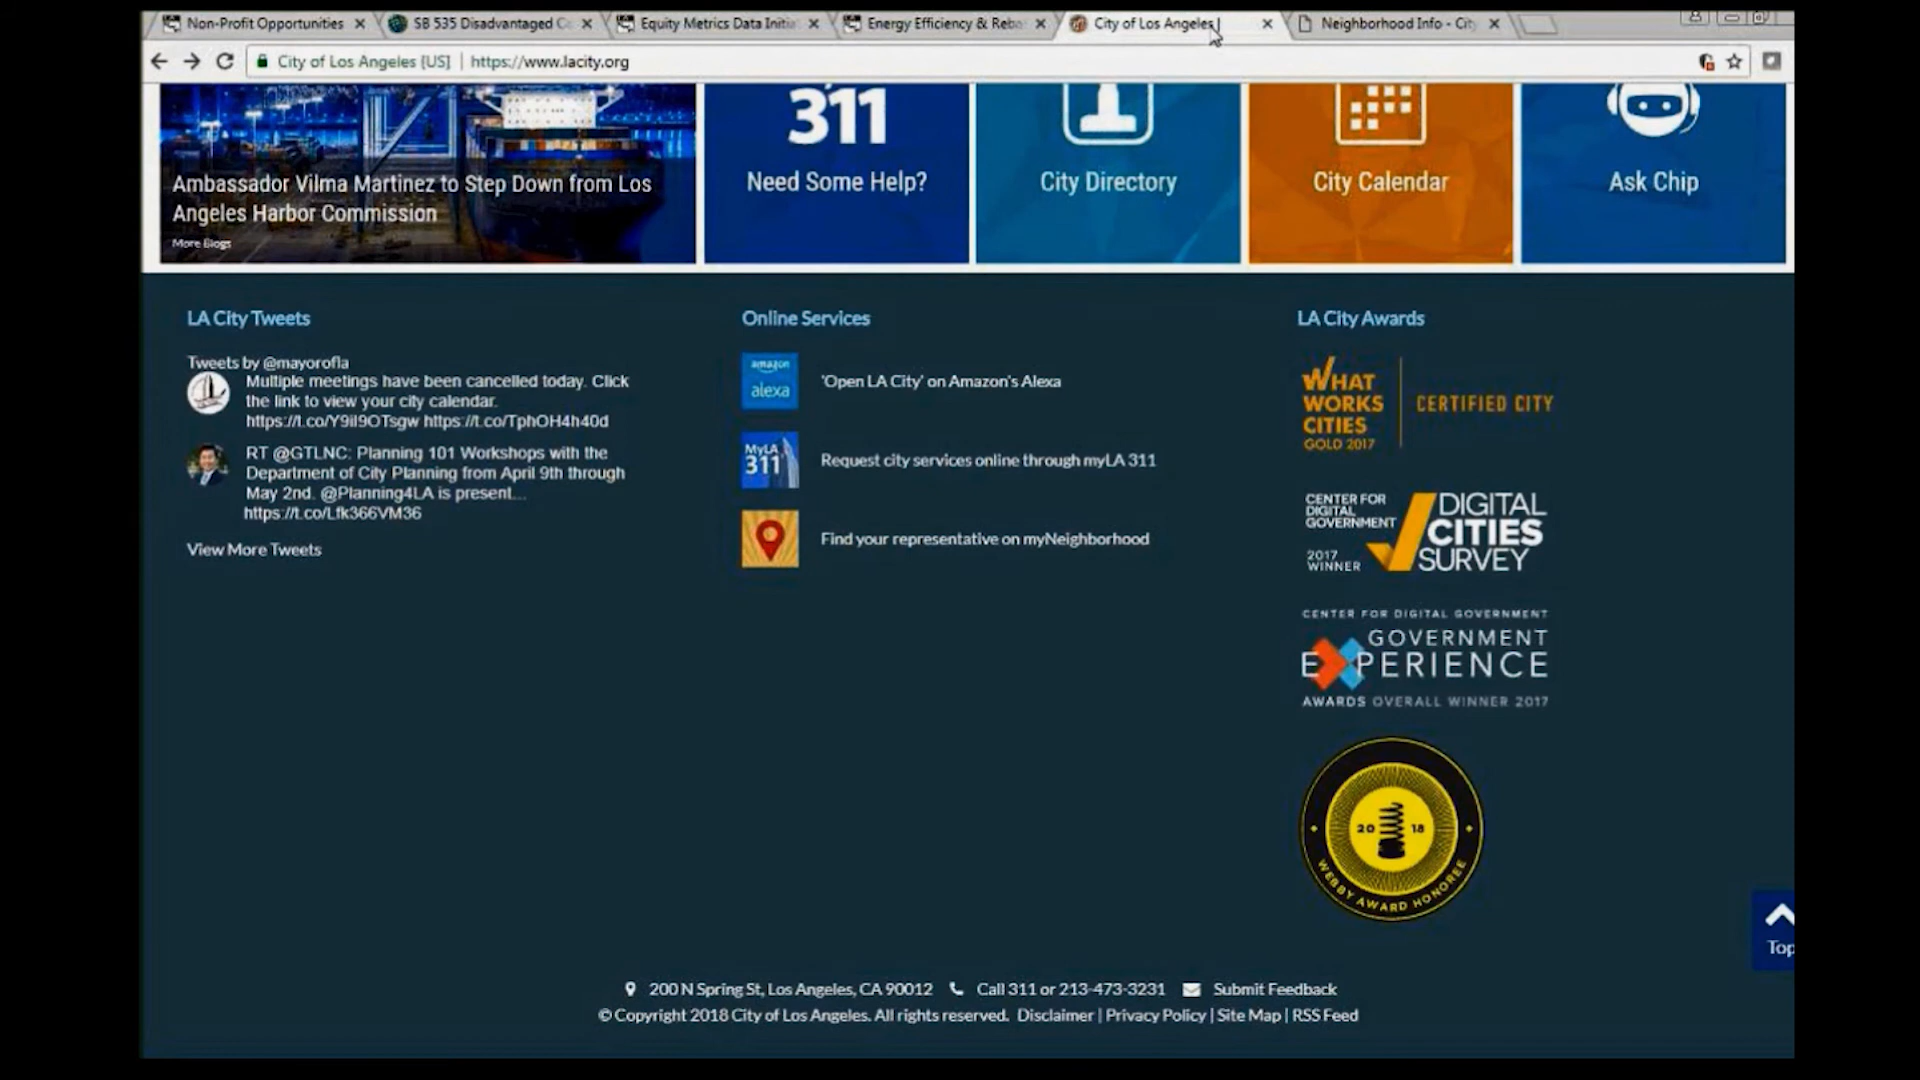 Non-Profit Opportunities
SB 535 Disadvantaged C
Equity Metrics Data Initia
Energy Efficiency & Reba
City of Los Angeles |
Neighborhood Info - City
City of Los Angeles [US] | https://www.lacity.org
Ambassador Vilma Martinez to Step Down from Los
Angeles Harbor Commission
More Blogs
311
Need Some Help?
City Directory
City Calendar
Ask Chip
LA City Tweets
Tweets by @mayorofla
Multiple meetings have been cancelled today. Click
the link to view your city calendar.
https://t.co/Y9iI9OTsgw https://t.co/TphOH4h40d
RT @GTLNC: Planning 101 Workshops with the
Department of City Planning from April 9th through
May 2nd. @Planning4LA is present...
https://t.co/Lfk366VM36
View More Tweets
Online Services
amazon
alexa
'Open LA City' on Amazon's Alexa
MyLA
311
Request city services online through myLA 311
Find your representative on myNeighborhood
LA City Awards
WHAT
WORKS
CITIES
GOLD 2017
CERTIFIED CITY
CENTER FOR
DIGITAL
GOVERNMENT
2017
WINNER
DIGITAL
CITIES
SURVEY
CENTER FOR DIGITAL GOVERNMENT
GOVERNMENT
EXPERIENCE
AWARDS OVERALL WINNER 2017
20 18
WEBBY AWARD HONOREE
Top
200 N Spring St, Los Angeles, CA 90012 Call 311 or 213-473-3231 Submit Feedback
© Copyright 2018 City of Los Angeles. All rights reserved. Disclaimer | Privacy Policy | Site Map | RSS Feed